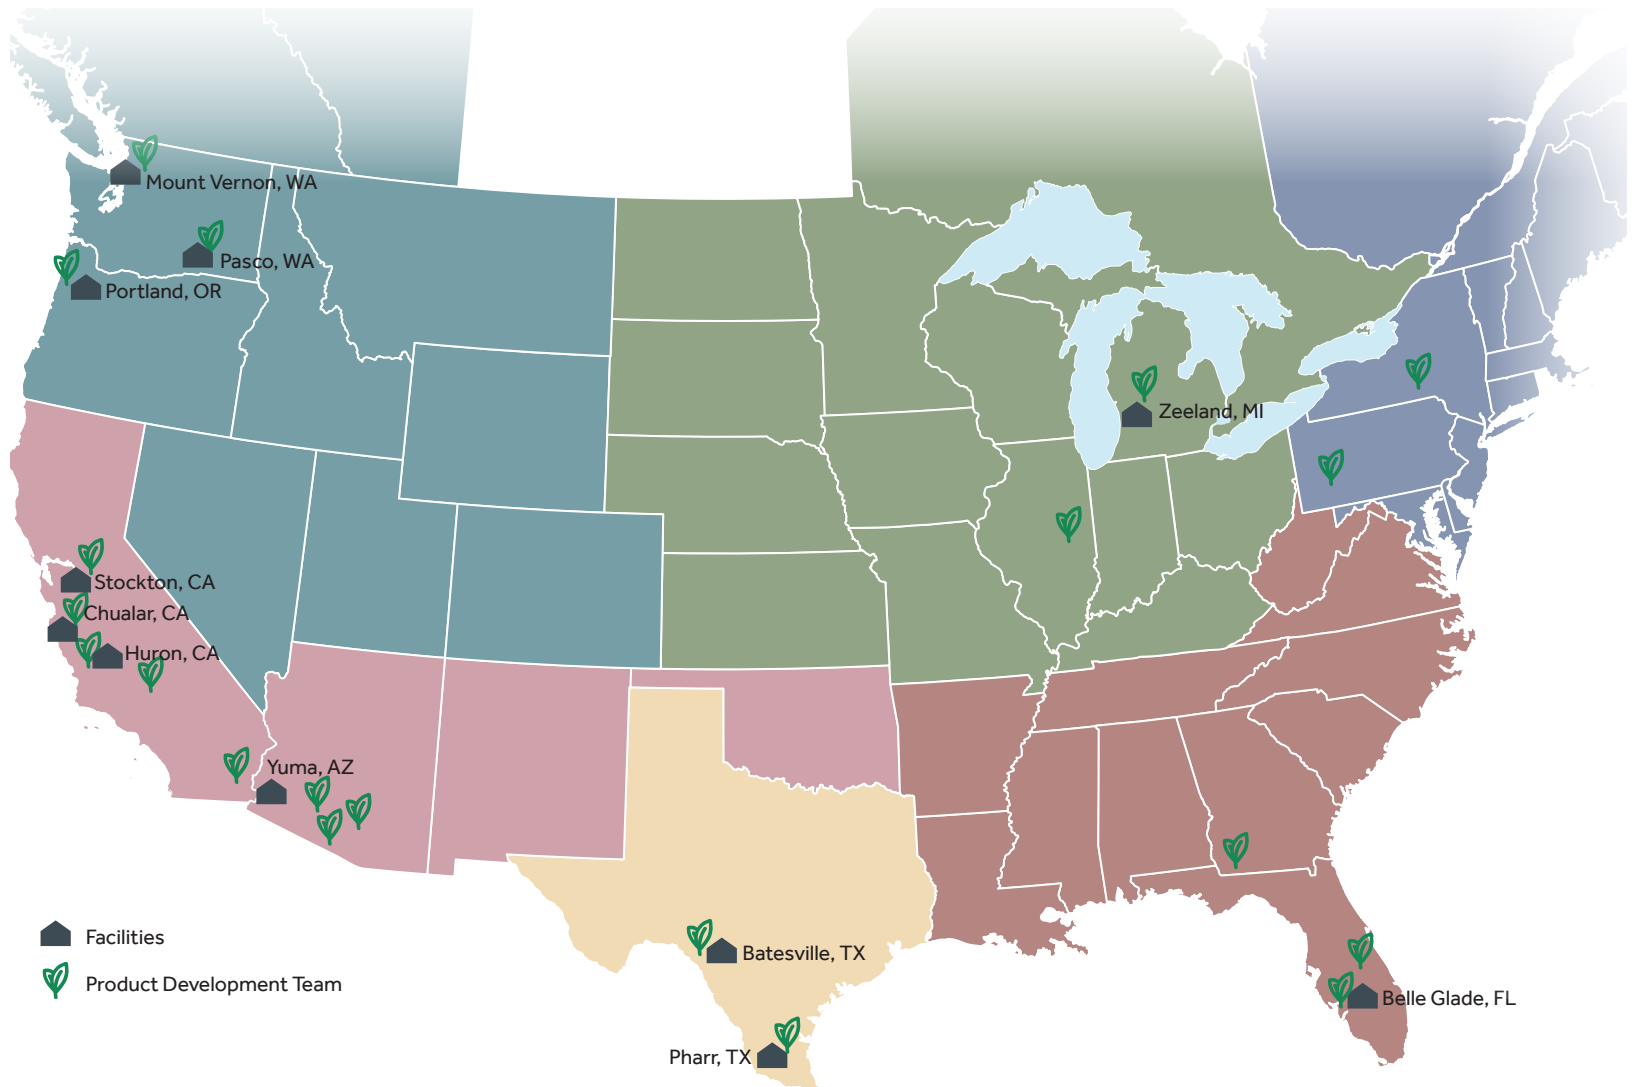 Mount Vernon, WA
Pasco, WA
Portland, OR
Zeeland, MI
Stockton, CA
Chualar, CA
Huron, CA
Yuma, AZ
Facilities
Batesville, TX
Product Development Team
Belle Glade, FL
Pharr, TX